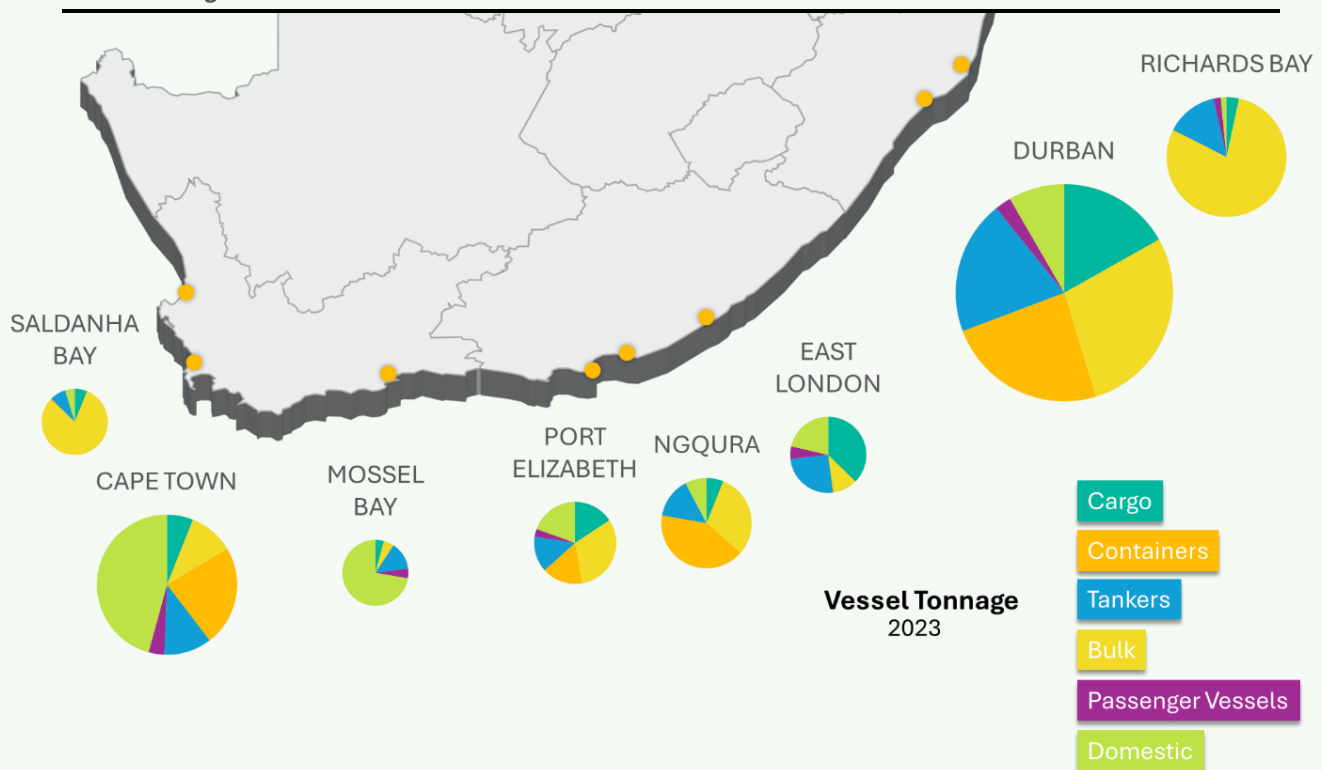 RICHARDS BAY
DURBAN
SALDANHA
BAY
EAST
LONDON
PORT
ELIZABETH
NGQURA
CAPE TOWN
MOSSEL
BAY
Vessel Tonnage
2023
Cargo
Containers
Tankers
Bulk
Passenger Vessels
Domestic